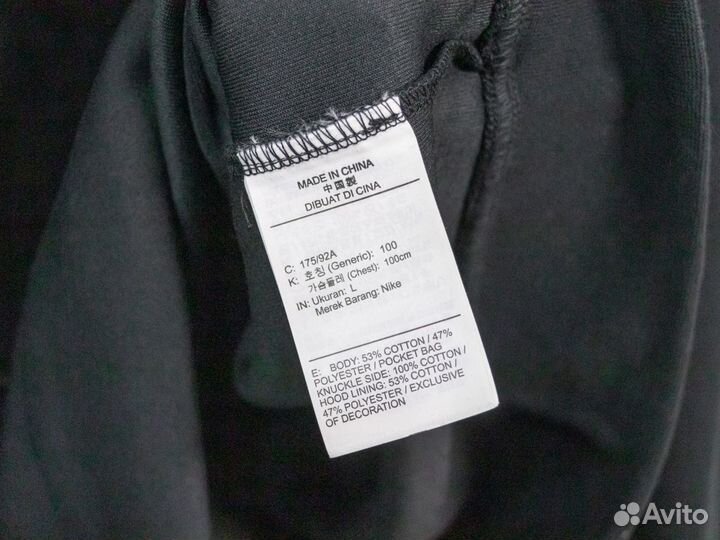 MADE IN CHINA
中国製
DIBUAT DI CINA
C: 175/92A
K: 호칭 (Generic): 100
가슴둘레 (Chest): 100cm
IN: Ukuran: L
Merek Barang: Nike
E: BODY: 53% COTTON / 47%
POLYESTER / POCKET BAG
KNUCKLE SIDE: 100% COTTON /
HOOD LINING: 53% COTTON /
47% POLYESTER / EXCLUSIVE
OF DECORATION
Avito